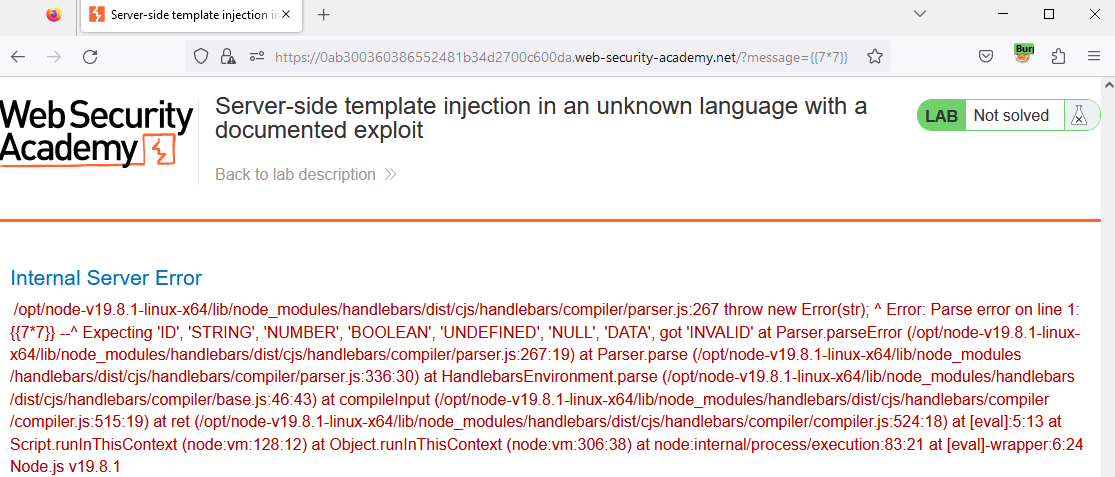 Server-side template injection in
https://0ab300360386552481b34d2700c600da.web-security-academy.net/?message={{7*7}}
Burp
Web Security
Academy
Server-side template injection in an unknown language with a
documented exploit
LAB Not solved
Back to lab description
Internal Server Error
/opt/node-v19.8.1-linux-x64/lib/node_modules/handlebars/dist/cjs/handlebars/compiler/parser.js:267 throw new Error(str); ^ Error: Parse error on line 1:
{{7*7}} --^ Expecting 'ID', 'STRING', 'NUMBER', 'BOOLEAN', 'UNDEFINED', 'NULL', 'DATA', got 'INVALID' at Parser.parseError (/opt/node-v19.8.1-linux-
x64/lib/node_modules/handlebars/dist/cjs/handlebars/compiler/parser.js:267:19) at Parser.parse (/opt/node-v19.8.1-linux-x64/lib/node_modules
/handlebars/dist/cjs/handlebars/compiler/parser.js:336:30) at HandlebarsEnvironment.parse (/opt/node-v19.8.1-linux-x64/lib/node_modules/handlebars
/dist/cjs/handlebars/compiler/base.js:46:43) at compileInput (/opt/node-v19.8.1-linux-x64/lib/node_modules/handlebars/dist/cjs/handlebars/compiler
/compiler.js:515:19) at ret (/opt/node-v19.8.1-linux-x64/lib/node_modules/handlebars/dist/cjs/handlebars/compiler/compiler.js:524:18) at [eval]:5:13 at
Script.runInThisContext (node:vm:128:12) at Object.runInThisContext (node:vm:306:38) at node:internal/process/execution:83:21 at [eval]-wrapper:6:24
Node.js v19.8.1